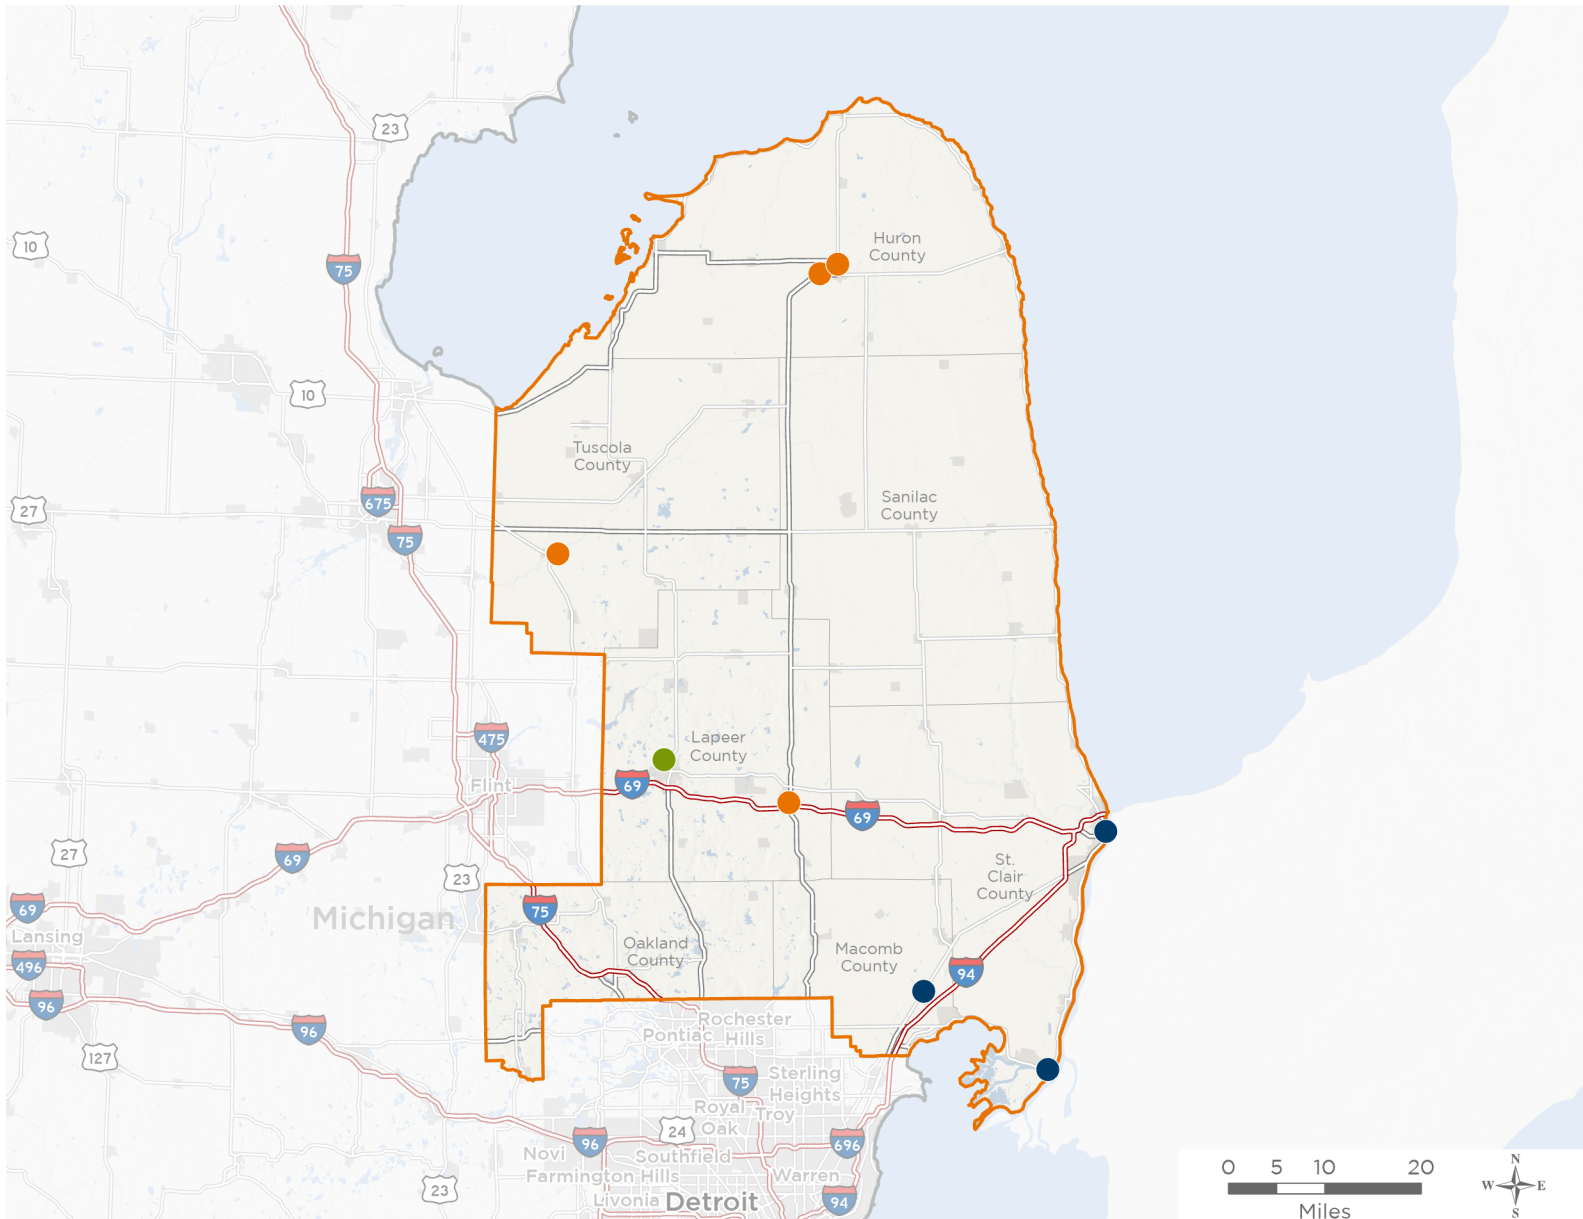 23
Huron
County
10
75
10
Tuscola
County
675
27
Sanilac
County
75
475
Lapeer
County
Flint
69
69
27
69
St.
Clair
County
23
69
75
Michigan
Lansing
Oakland
County
Macomb
County
496
94
96
Rochester
Hills
Pontiac
96
127
75
Sterling
Heights
Royal
Oak
Troy
24
96
696
Novi
Southfield
Farmington Hills
Warren
23
Livonia
Detroit
94
0 5 10 20
Miles
N
W E
S